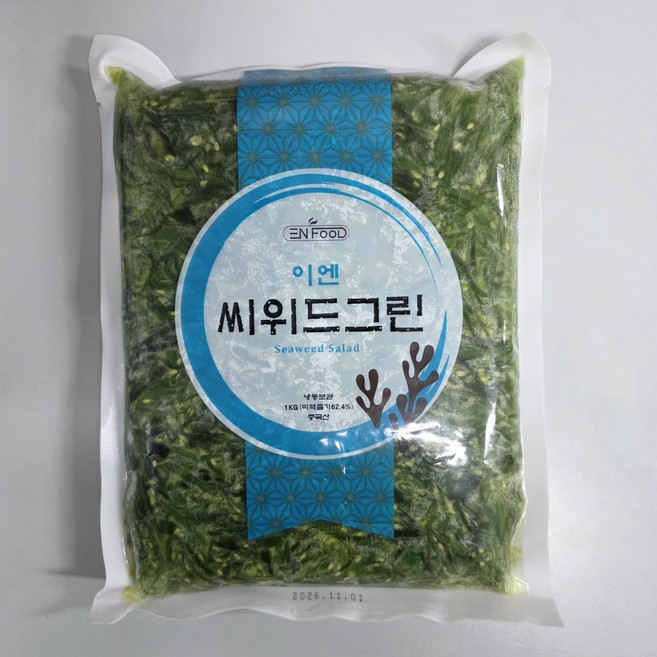 EN FOOD
이엔
씨위드그린
Seaweed Salad
냉동보관
1KG(미역줄기62.4%)
중국산
2026.11.01